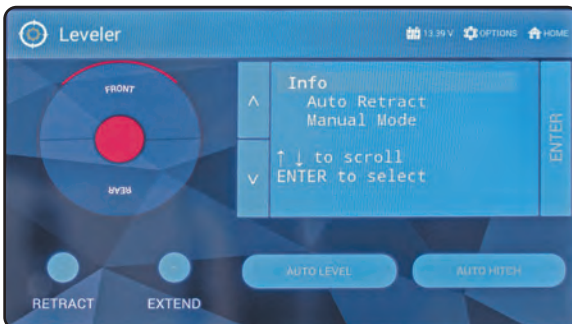 Leveler
13.39 V OPTIONS HOME
FRONT
REAR
Info
Auto Retract
Manual Mode
↑ ↓ to scroll
ENTER to select
ENTER
AUTO LEVEL
AUTO HITCH
RETRACT
EXTEND